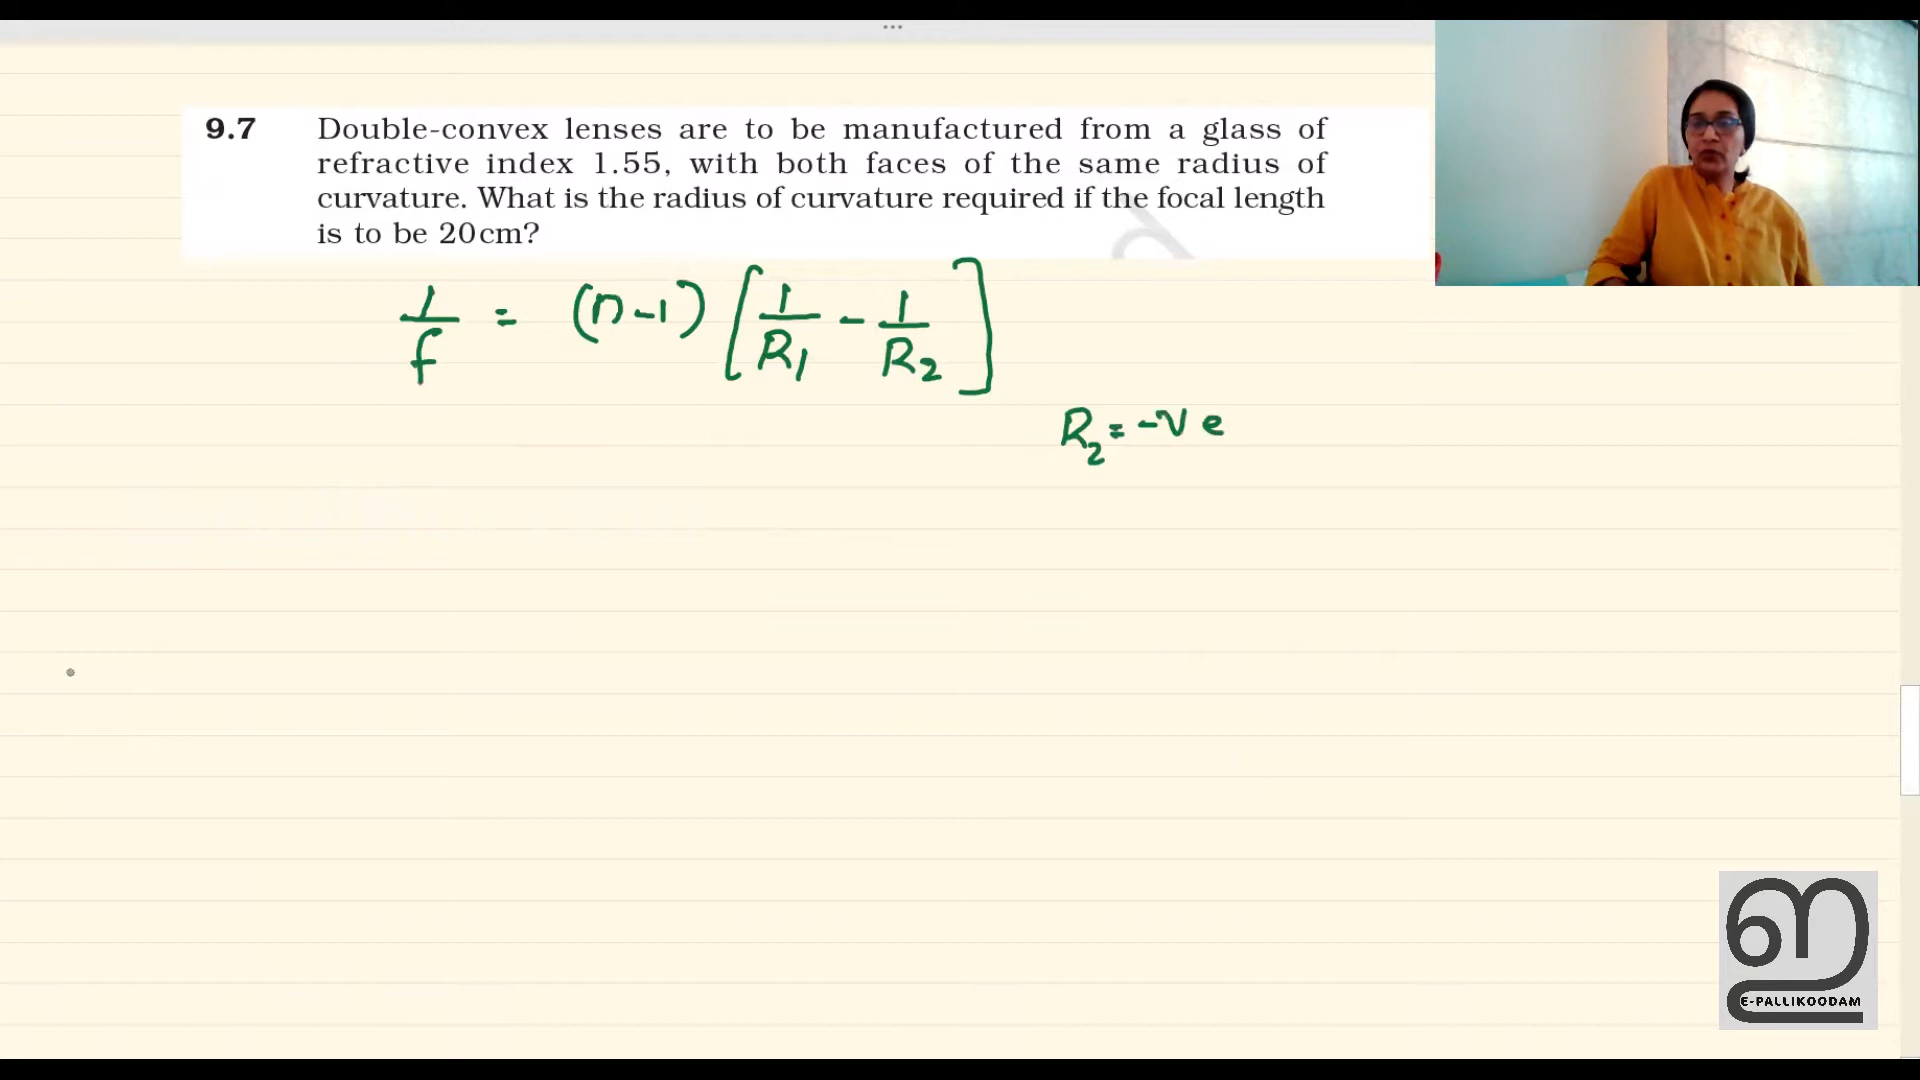 9.7 Double-convex lenses are to be manufactured from a glass of
refractive index 1.55, with both faces of the same radius of
curvature. What is the radius of curvature required if the focal length
is to be 20cm?
1/f = (n-1) [1/R₁ - 1/R₂]
R₂ = -ve
E-PALLIKOODAM